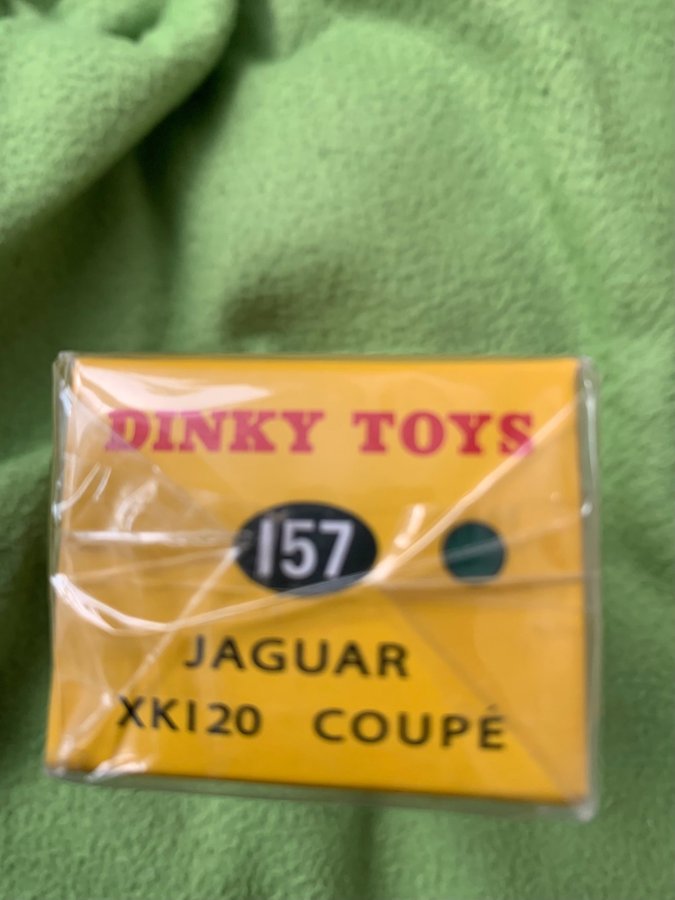 DINKY TOYS
157
JAGUAR
XK120 COUPÉ